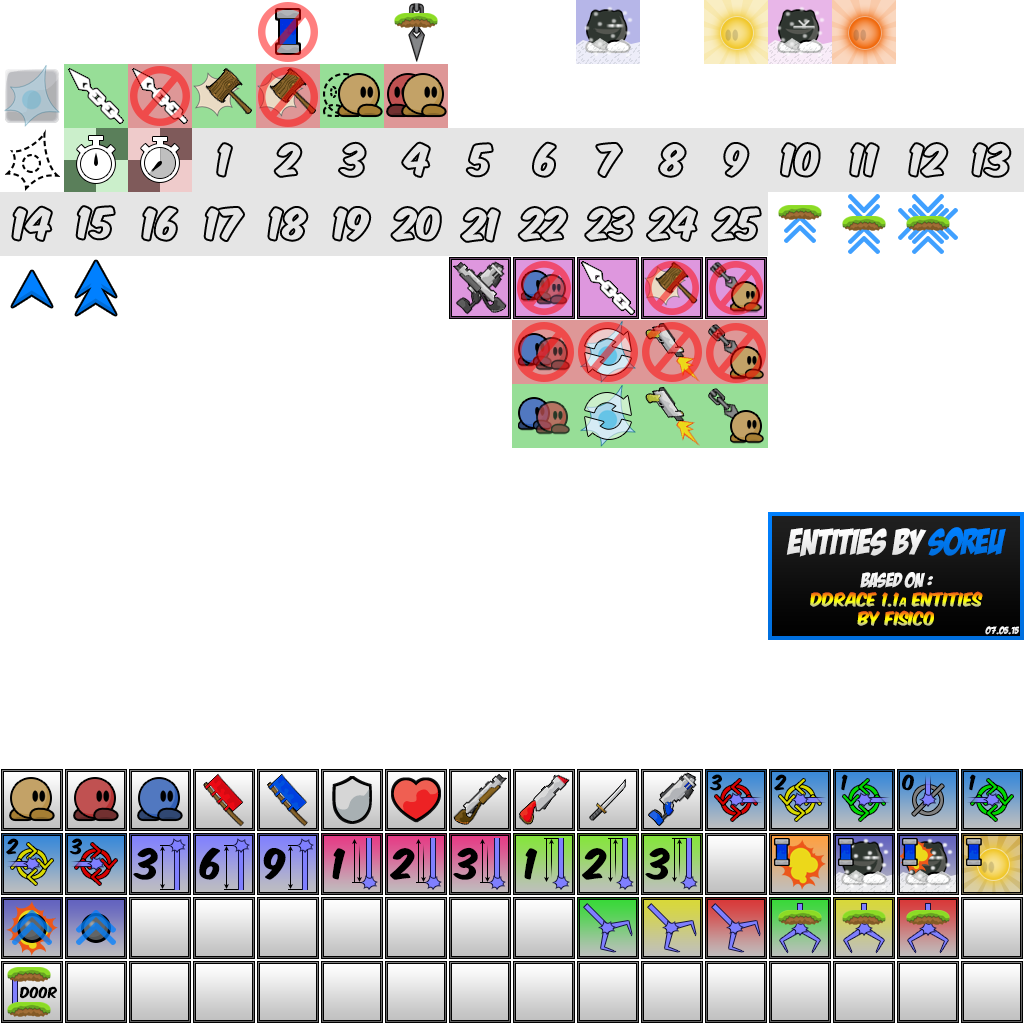 1 2 3 4 5 6 7 8 9 10 11 12 13
14 15 16 17 18 19 20 21 22 23 24 25
ENTITIES BY SOREU
BASED ON :
DDRACE 1.1A ENTITIES
BY FISICO
07.05.15
3 2 1 0 1
2 3 3 6 9 1 2 3 1 2 3
DOOR